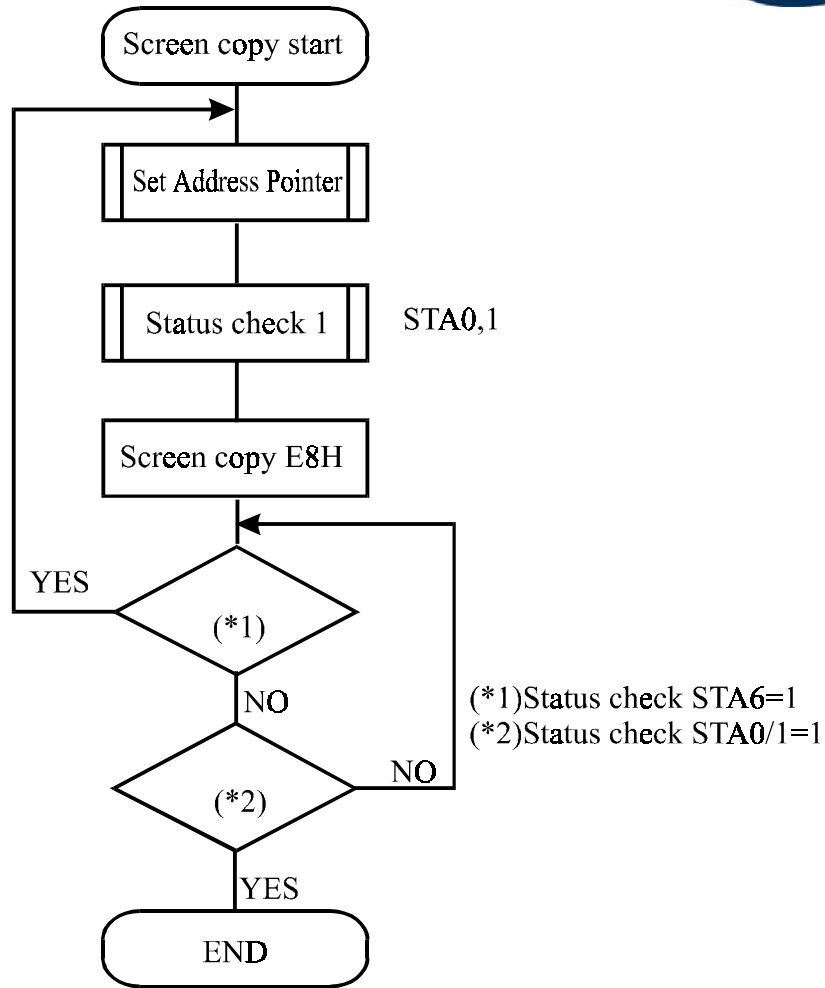 Screen copy start
Set Address Pointer
Status check 1
STA0,1
Screen copy E8H
YES
(*1)
NO
(*1)Status check STA6=1
(*2)Status check STA0/1=1
(*2)
NO
YES
END